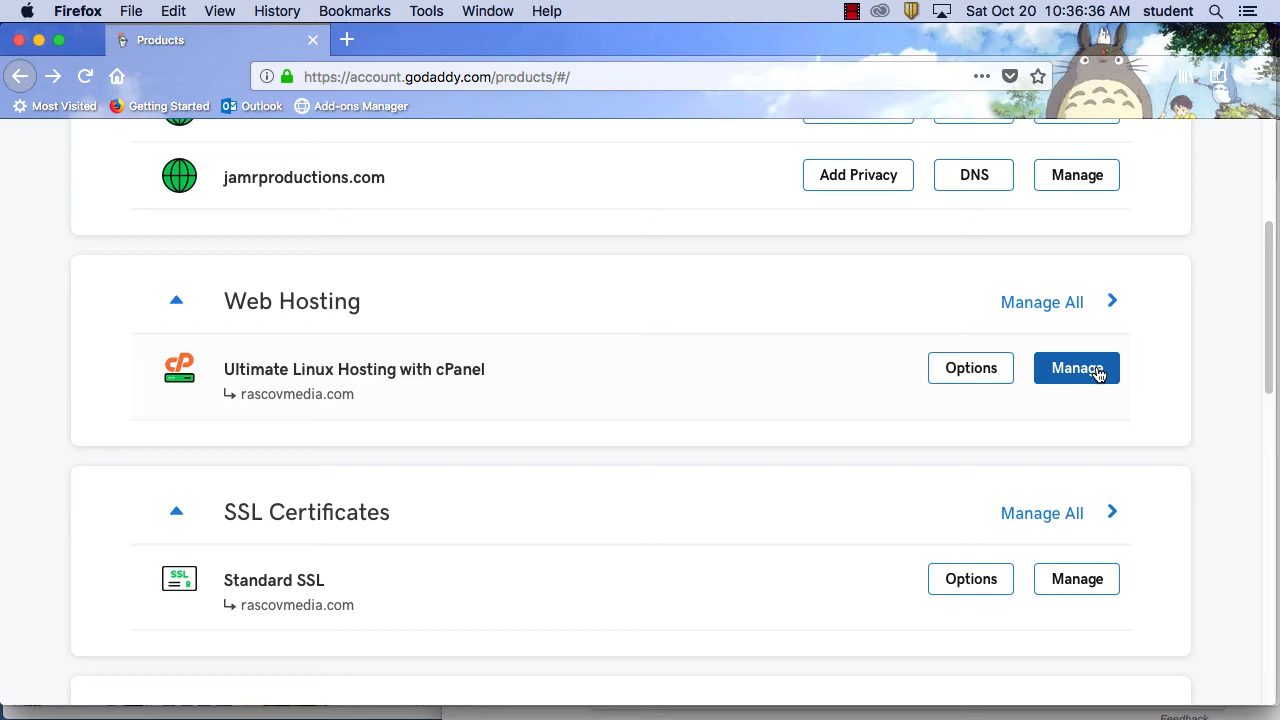 Firefox File Edit View History Bookmarks Tools Window Help Sat Oct 20 10:36:36 AM student
Products
https://account.godaddy.com/products/#/
Most Visited Getting Started Outlook Add-ons Manager
jamrproductions.com Add Privacy DNS Manage
Web Hosting Manage All
cP Ultimate Linux Hosting with cPanel Options Manage
rascovmedia.com
SSL Certificates Manage All
SSL Standard SSL Options Manage
rascovmedia.com
Feedback